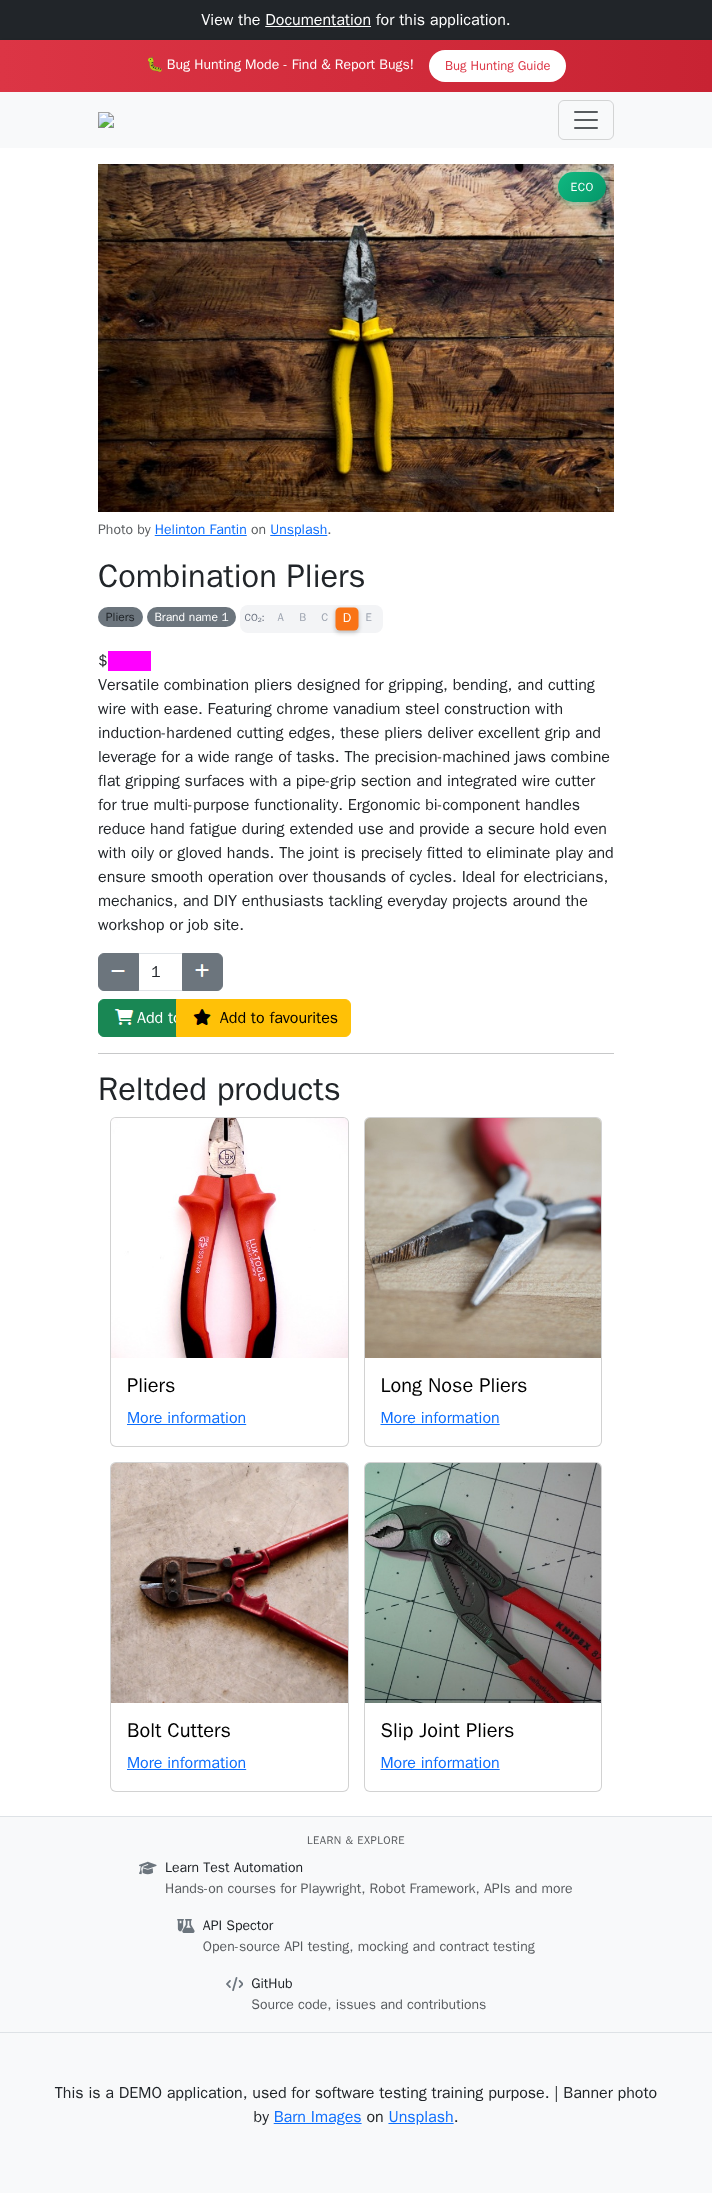 View the Documentation for this application.
Bug Hunting Mode - Find & Report Bugs!
Bug Hunting Guide
ECO
Photo by Helinton Fantin on Unsplash.
Combination Pliers
Pliers
Brand name 1
CO₂: A B C D E
$
Versatile combination pliers designed for gripping, bending, and cutting
wire with ease. Featuring chrome vanadium steel construction with
induction-hardened cutting edges, these pliers deliver excellent grip and
leverage for a wide range of tasks. The precision-machined jaws combine
flat gripping surfaces with a pipe-grip section and integrated wire cutter
for true multi-purpose functionality. Ergonomic bi-component handles
reduce hand fatigue during extended use and provide a secure hold even
with oily or gloved hands. The joint is precisely fitted to eliminate play and
ensure smooth operation over thousands of cycles. Ideal for electricians,
mechanics, and DIY enthusiasts tackling everyday projects around the
workshop or job site.
1
Add to
Add to favourites
Reltded products
LUX-TOOLS
Pliers
More information
Long Nose Pliers
More information
KNIPEX
Bolt Cutters
More information
Slip Joint Pliers
More information
LEARN & EXPLORE
Learn Test Automation
Hands-on courses for Playwright, Robot Framework, APIs and more
API Spector
Open-source API testing, mocking and contract testing
GitHub
Source code, issues and contributions
This is a DEMO application, used for software testing training purpose. | Banner photo
by Barn Images on Unsplash.